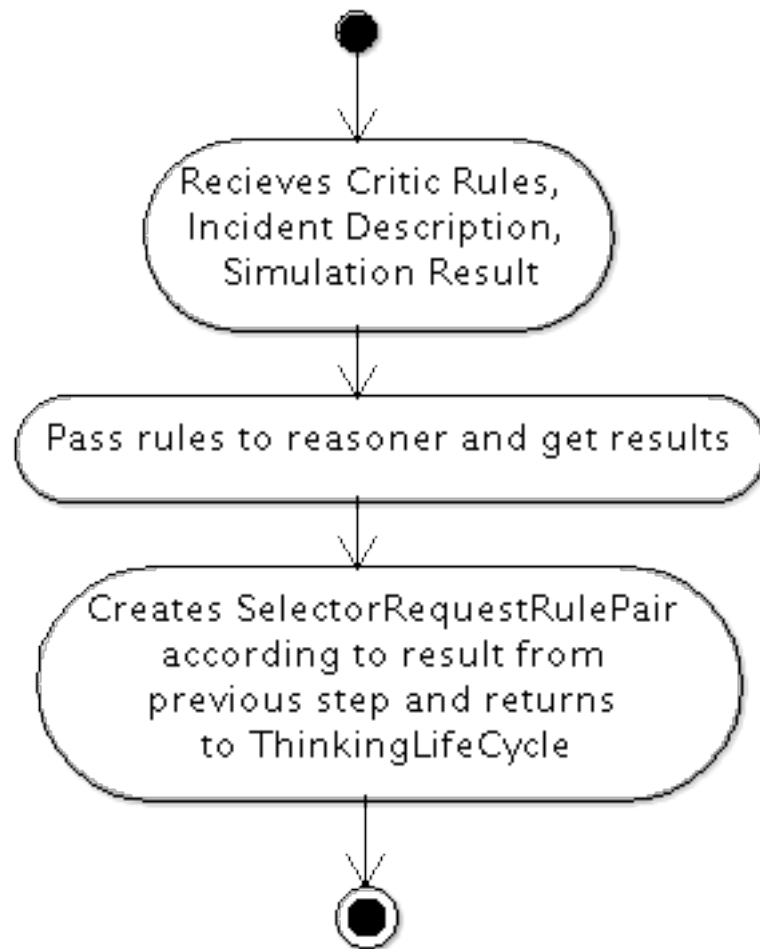 Recieves Critic Rules,
Incident Description,
Simulation Result
Pass rules to reasoner and get results
Creates SelectorRequestRulePair
according to result from
previous step and returns
to ThinkingLifeCycle